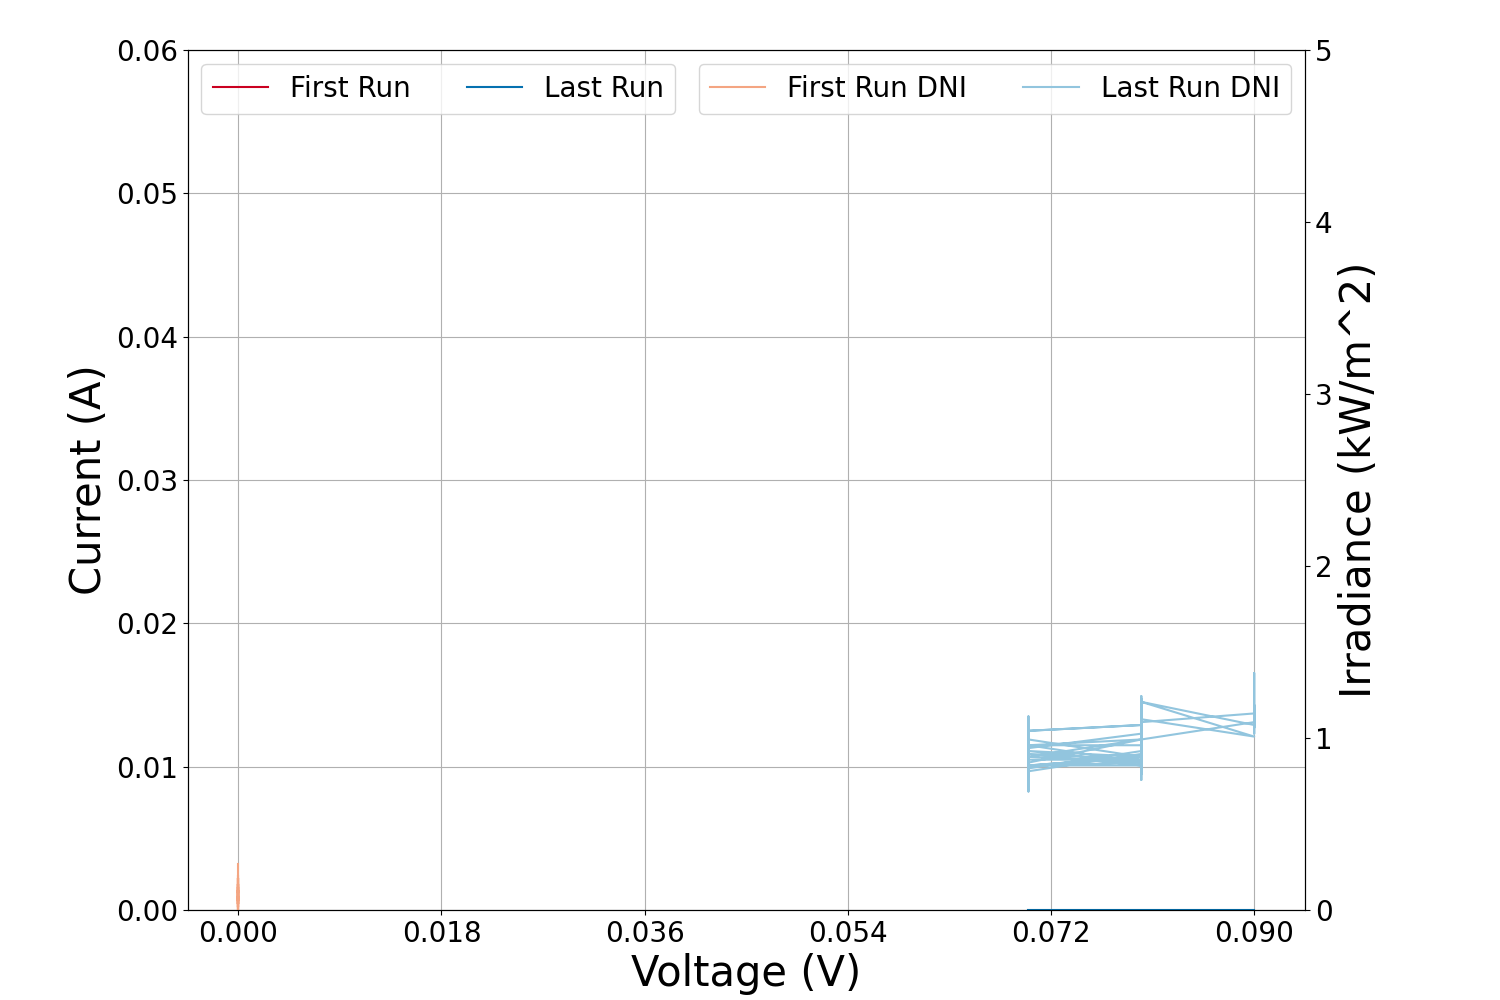 First Run
Last Run
First Run DNI
Last Run DNI
0.06
0.05
0.04
0.03
0.02
0.01
0.00
Current (A)
5
4
3
2
1
0
Irradiance (kW/m^2)
0.000 0.018 0.036 0.054 0.072 0.090
Voltage (V)